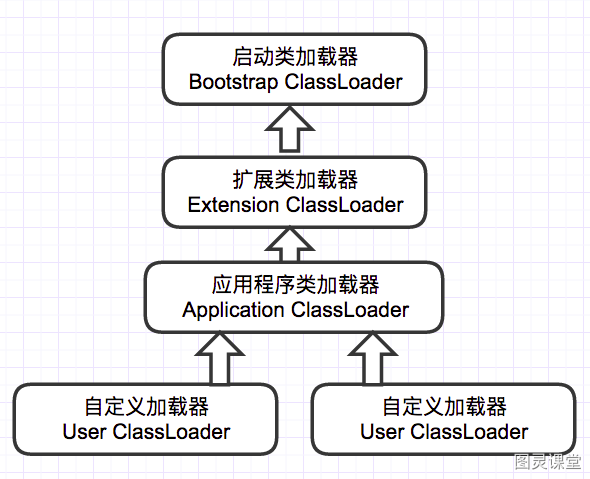 启动类加载器
Bootstrap ClassLoader
扩展类加载器
Extension ClassLoader
应用程序类加载器
Application ClassLoader
自定义加载器
User ClassLoader
自定义加载器
User ClassLoader
图灵课堂